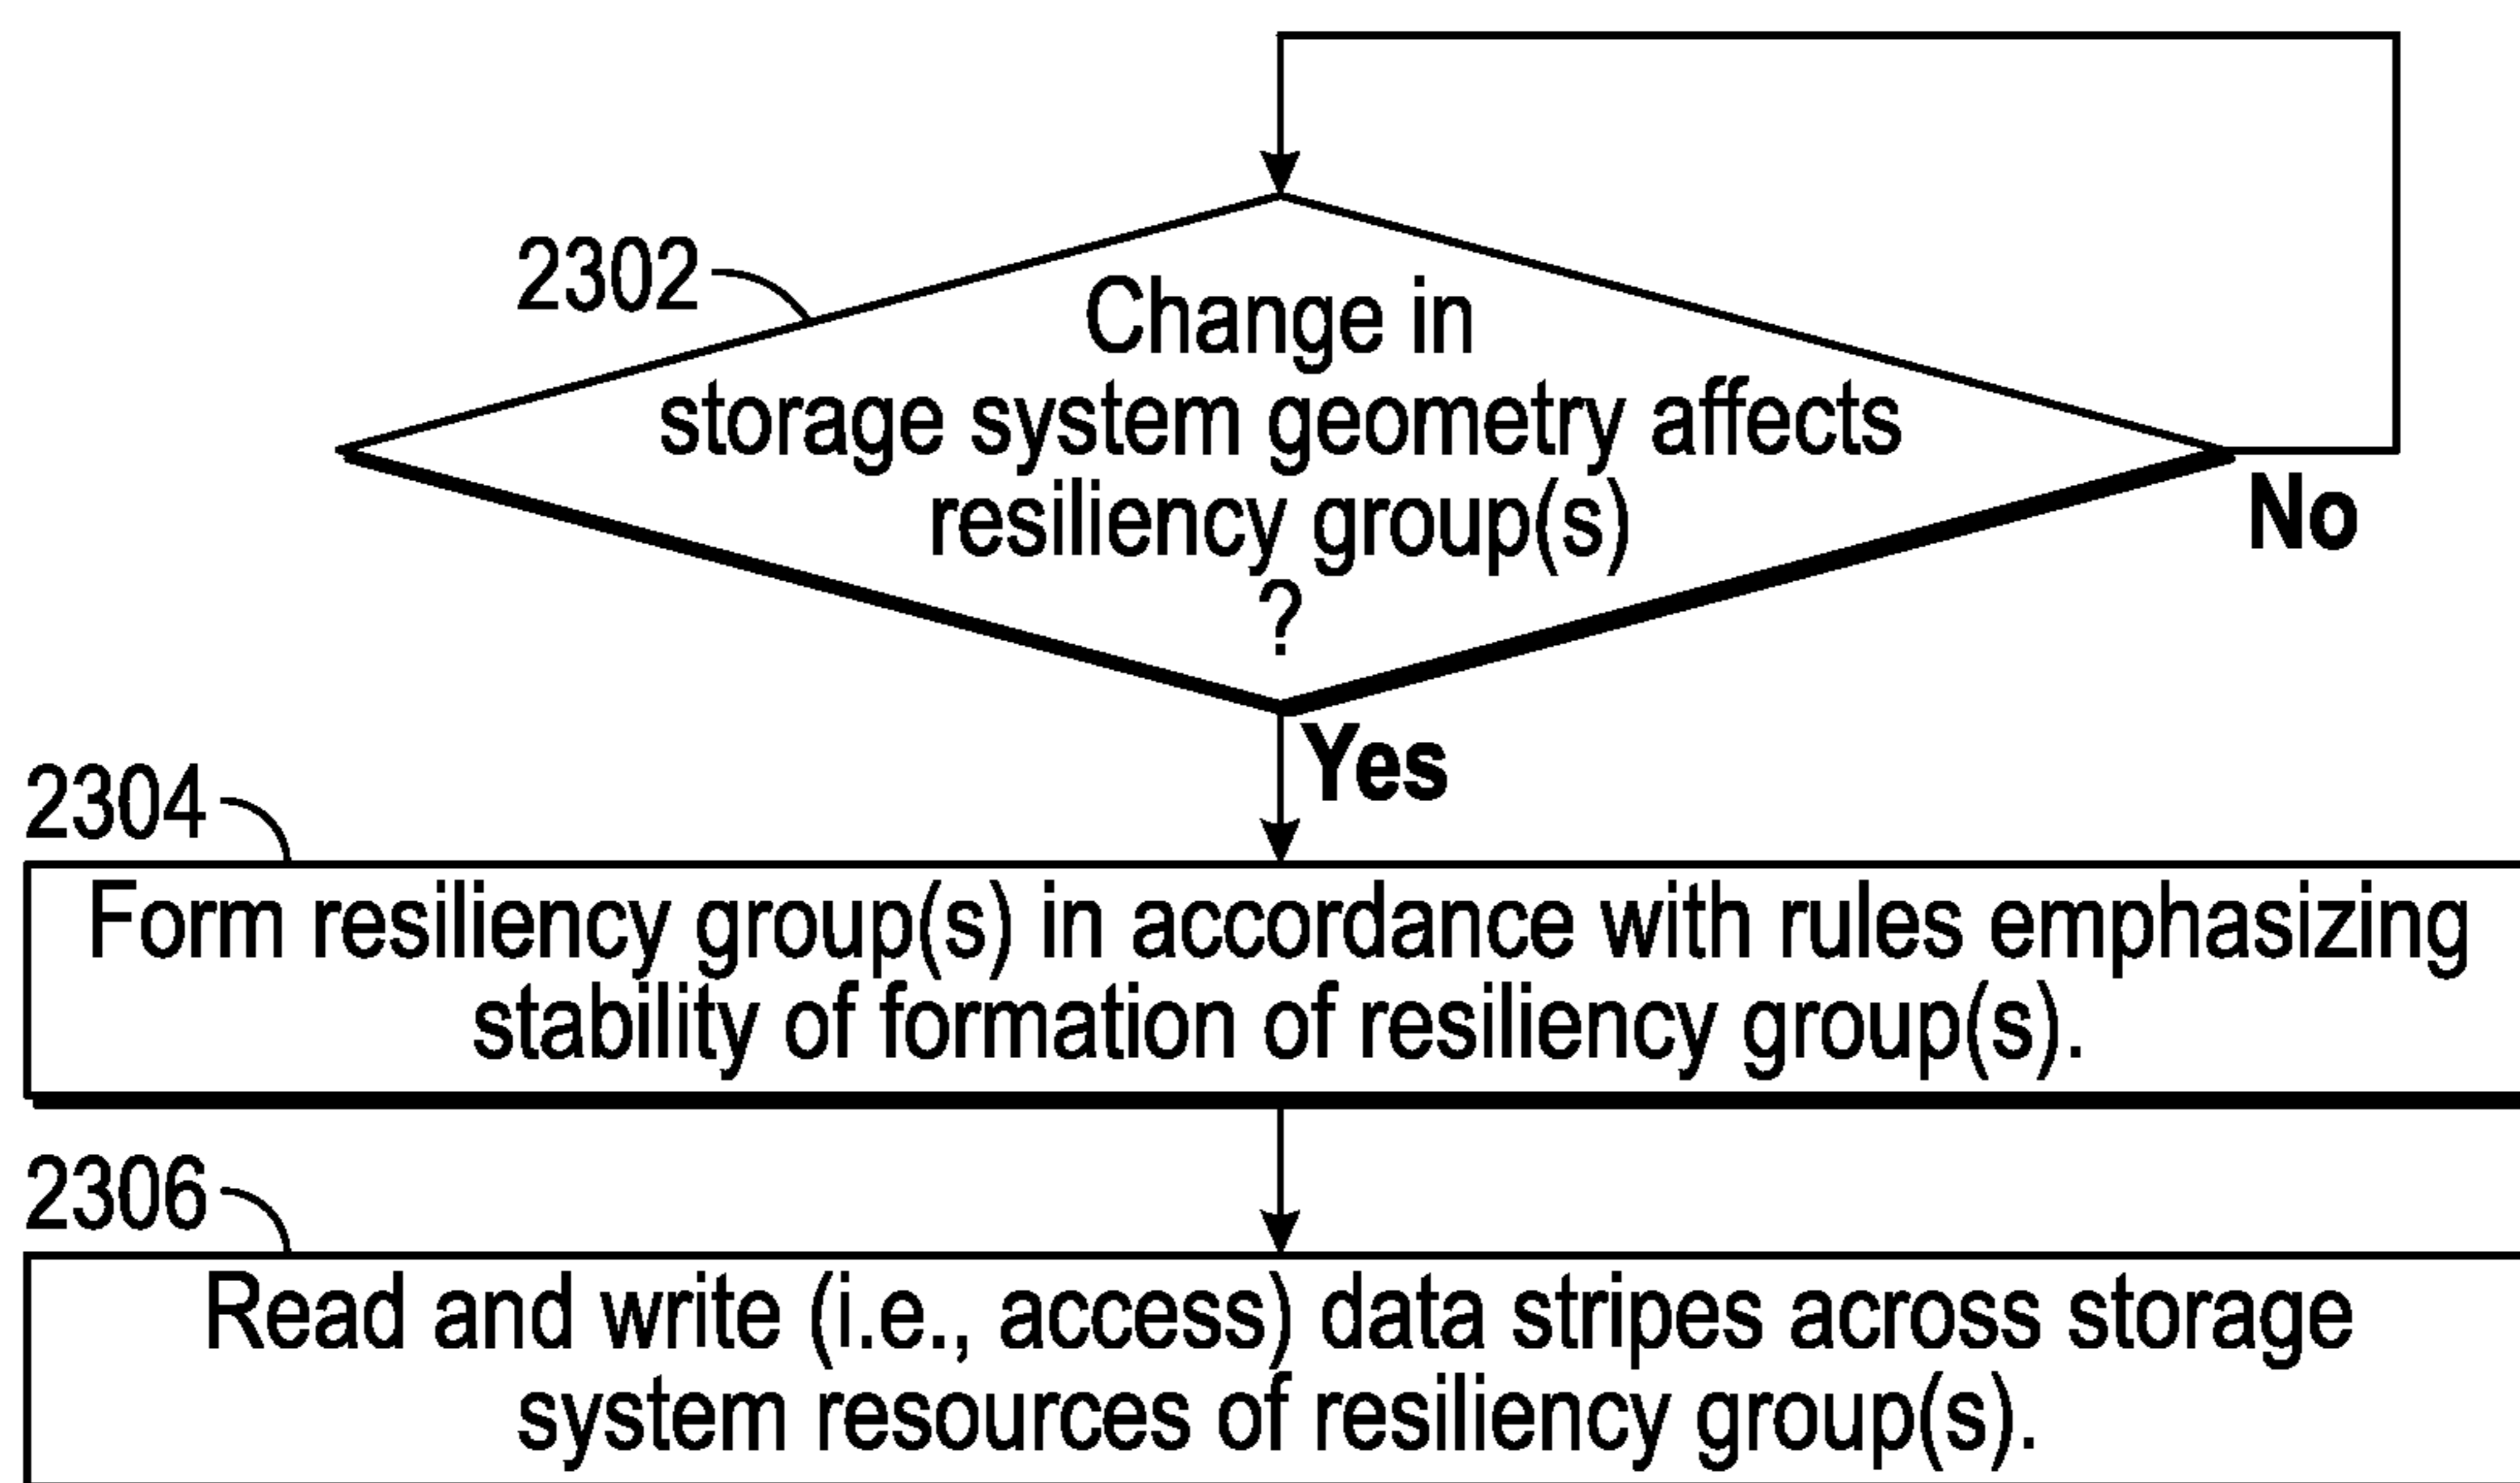 2302
Change in
storage system geometry affects
resiliency group(s)
?
No
Yes
2304
Form resiliency group(s) in accordance with rules emphasizing
stability of formation of resiliency group(s).
2306
Read and write (i.e., access) data stripes across storage
system resources of resiliency group(s).